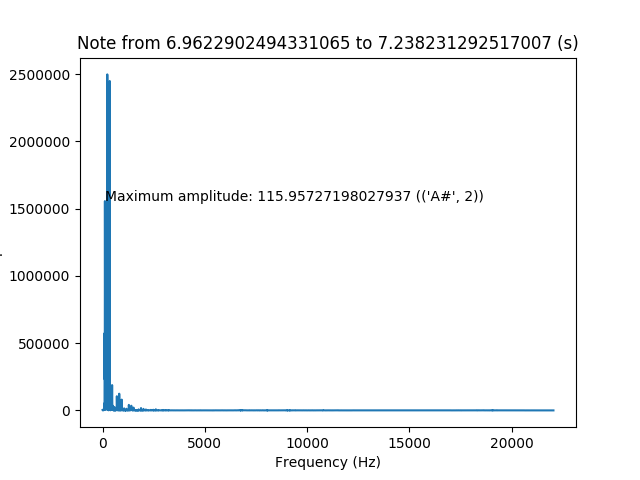 Note from 6.9622902494331065 to 7.238231292517007 (s)
2500000
2000000
Maximum amplitude: 115.95727198027937 (('A#', 2))
1500000
1000000
500000
0
0 5000 10000 15000 20000
Frequency (Hz)